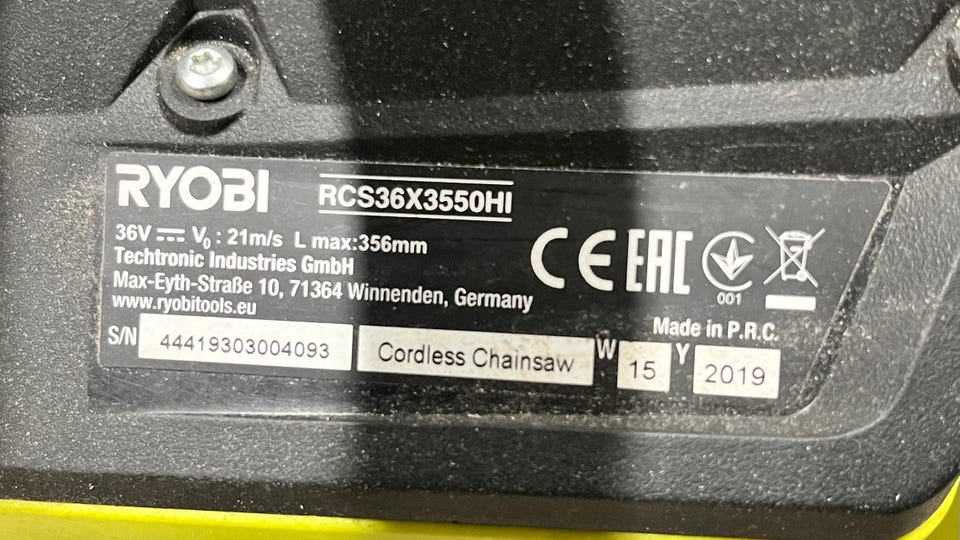 RYOBI
RCS36X3550HI
36V ⎓ V₀ : 21m/s L max:356mm
Techtronic Industries GmbH
Max-Eyth-Straße 10, 71364 Winnenden, Germany
www.ryobitools.eu
CE EAC
001
Made in P.R.C.
S/N 44419303004093 Cordless Chainsaw W 15 Y 2019